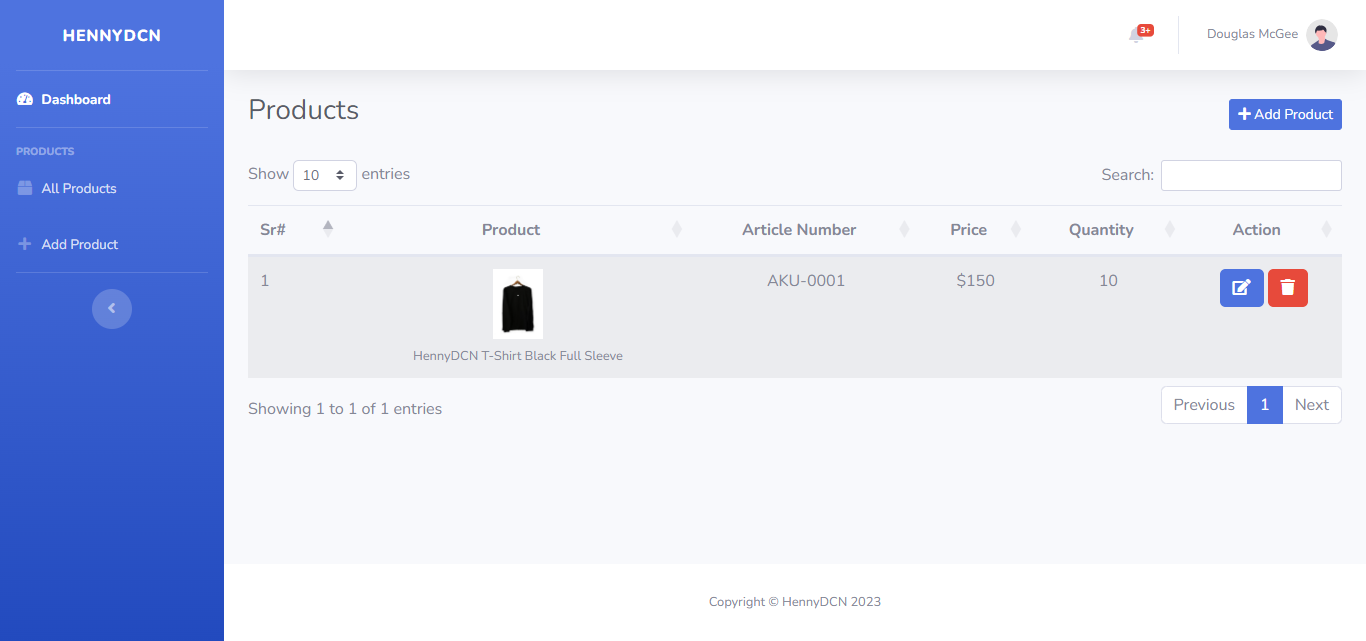 HENNYDCN
3+
Douglas McGee
Dashboard
PRODUCTS
All Products
Add Product
Products
Add Product
Show 10 entries
Search:
Sr# Product Article Number Price Quantity Action
1 AKU-0001 $150 10
HennyDCN T-Shirt Black Full Sleeve
Showing 1 to 1 of 1 entries
Previous 1 Next
Copyright © HennyDCN 2023